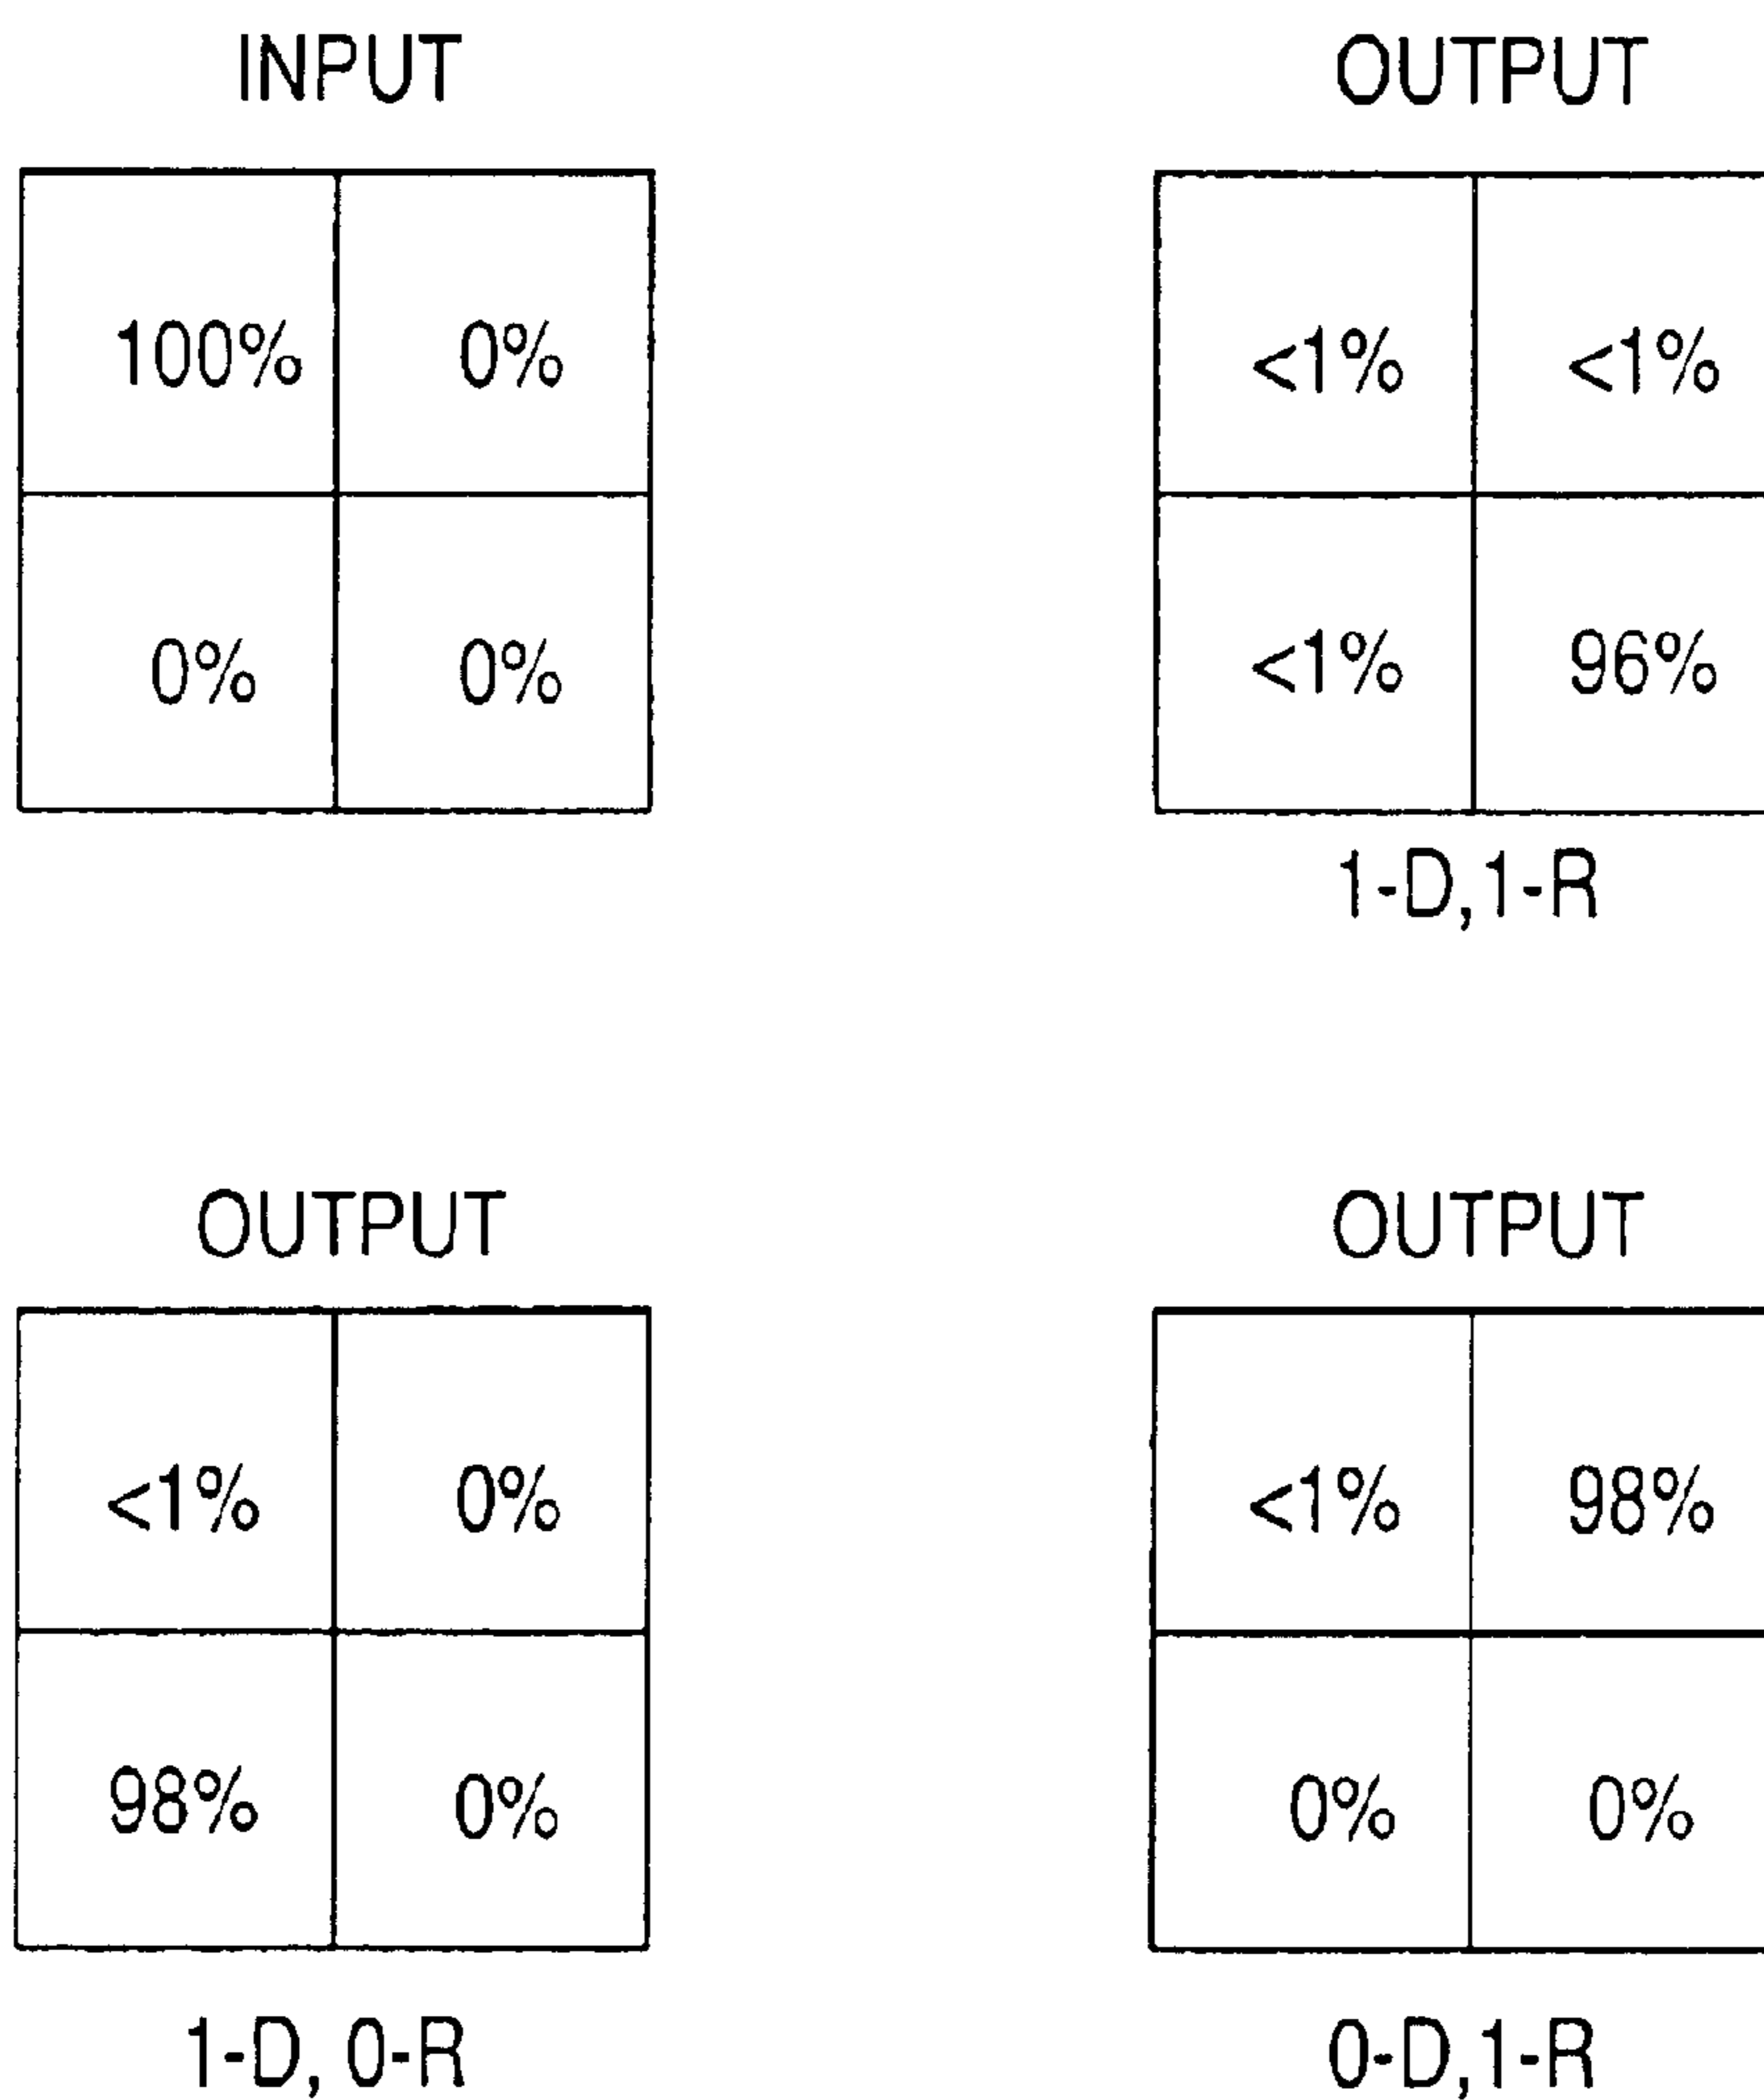 INPUT
100% 0%
0% 0%
OUTPUT
<1% <1%
<1% 96%
1-D,1-R
OUTPUT
<1% 0%
98% 0%
1-D, 0-R
OUTPUT
<1% 98%
0% 0%
0-D,1-R